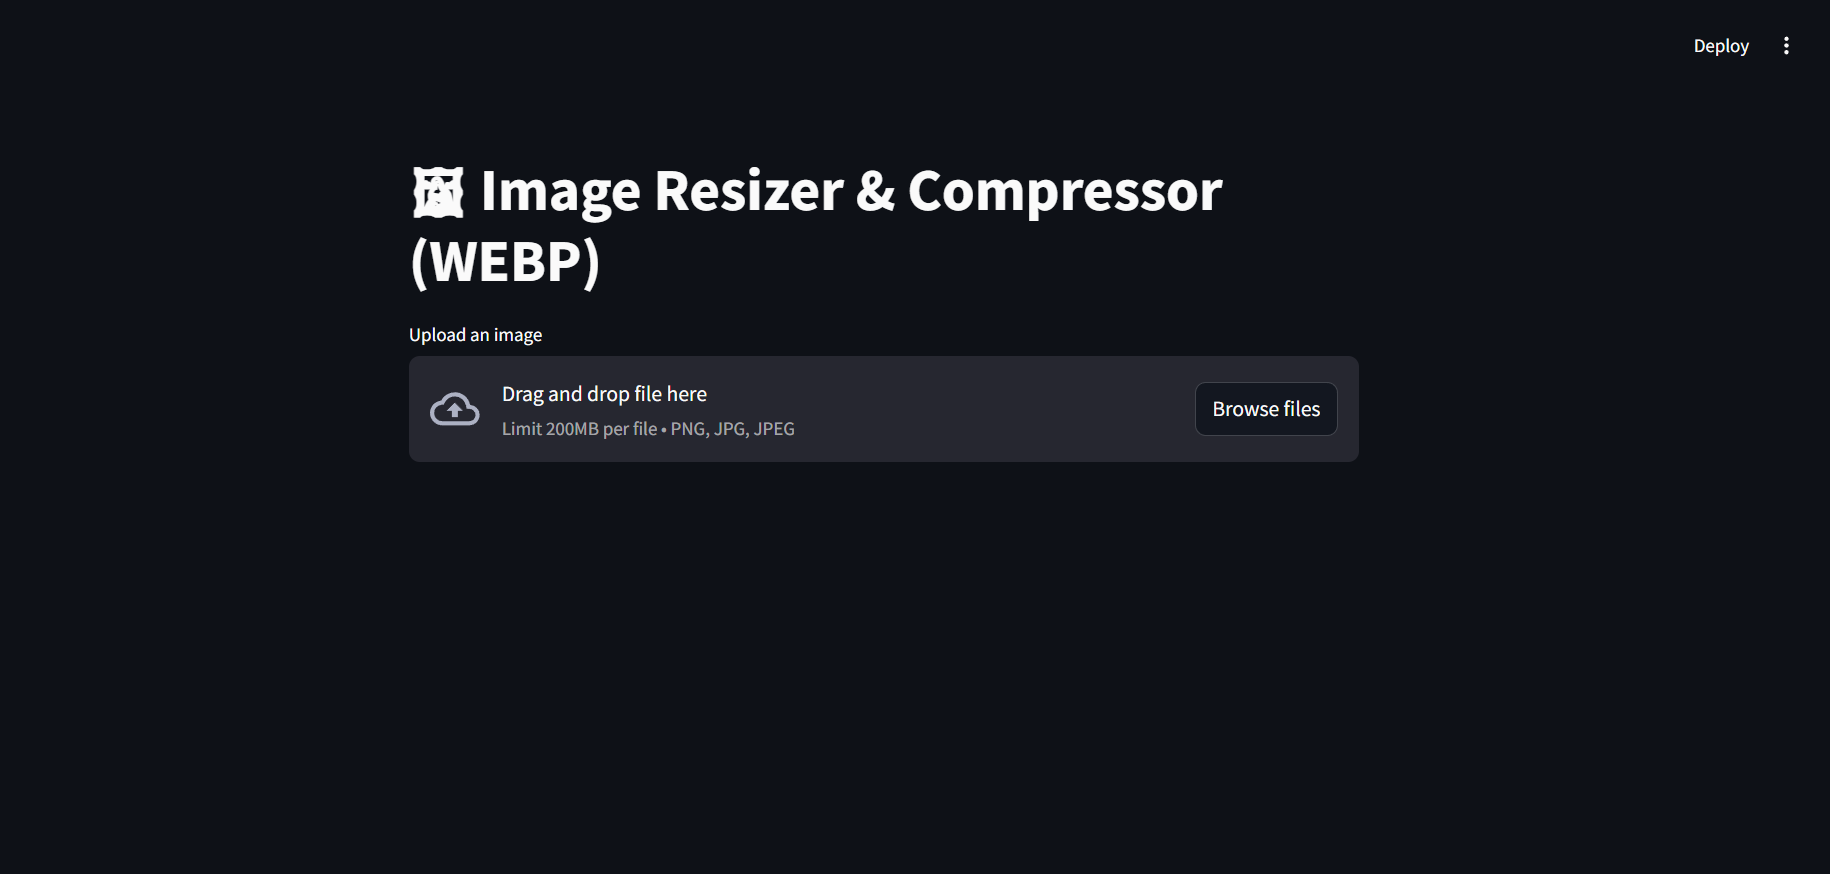 Deploy
🖼 Image Resizer & Compressor
(WEBP)
Upload an image
Drag and drop file here
Limit 200MB per file • PNG, JPG, JPEG
Browse files